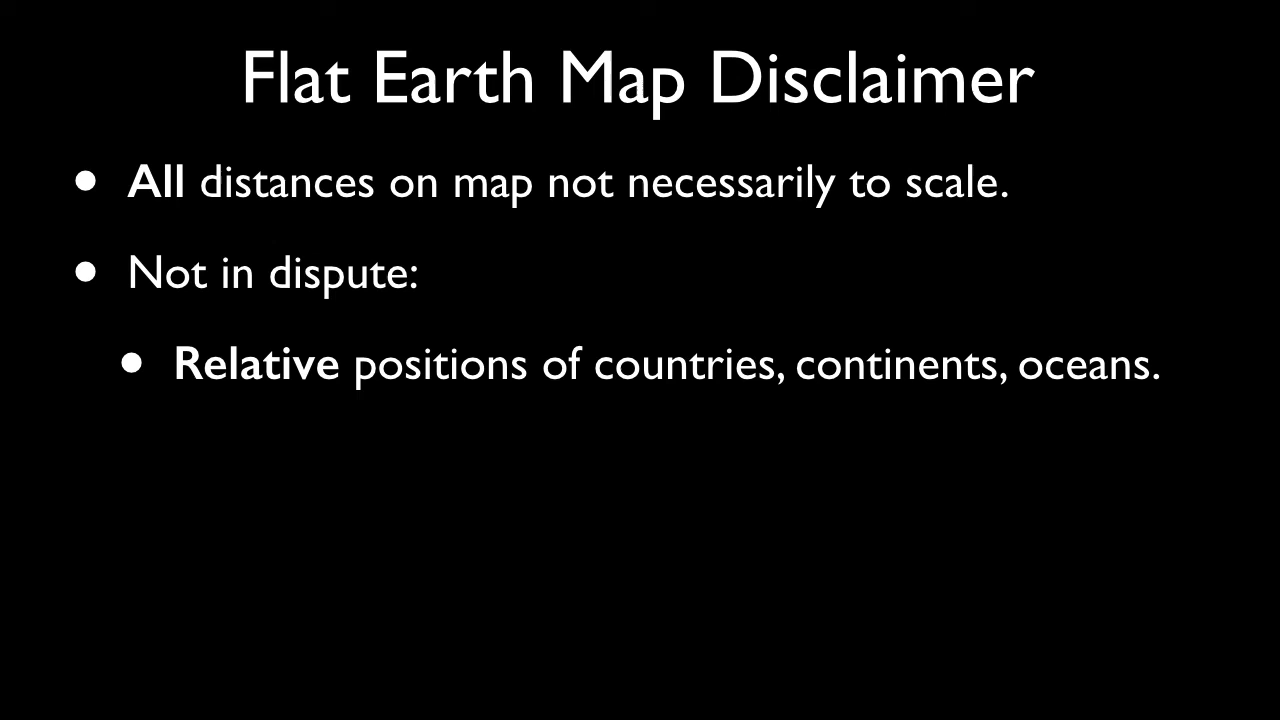 Flat Earth Map Disclaimer
• All distances on map not necessarily to scale.
• Not in dispute:
• Relative positions of countries, continents, oceans.